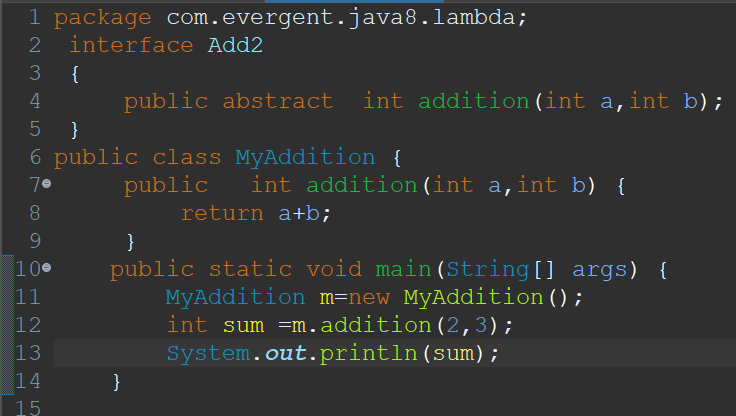 1 package com.evergent.java8.lambda;
2 interface Add2
3 {
4 public abstract  int addition(int a,int b);
5 }
6 public class MyAddition {
7 public   int addition(int a,int b) {
8 return a+b;
9 }
10 public static void main(String[] args) {
11 MyAddition m=new MyAddition();
12 int sum =m.addition(2,3);
13 System.out.println(sum);
14 }
15